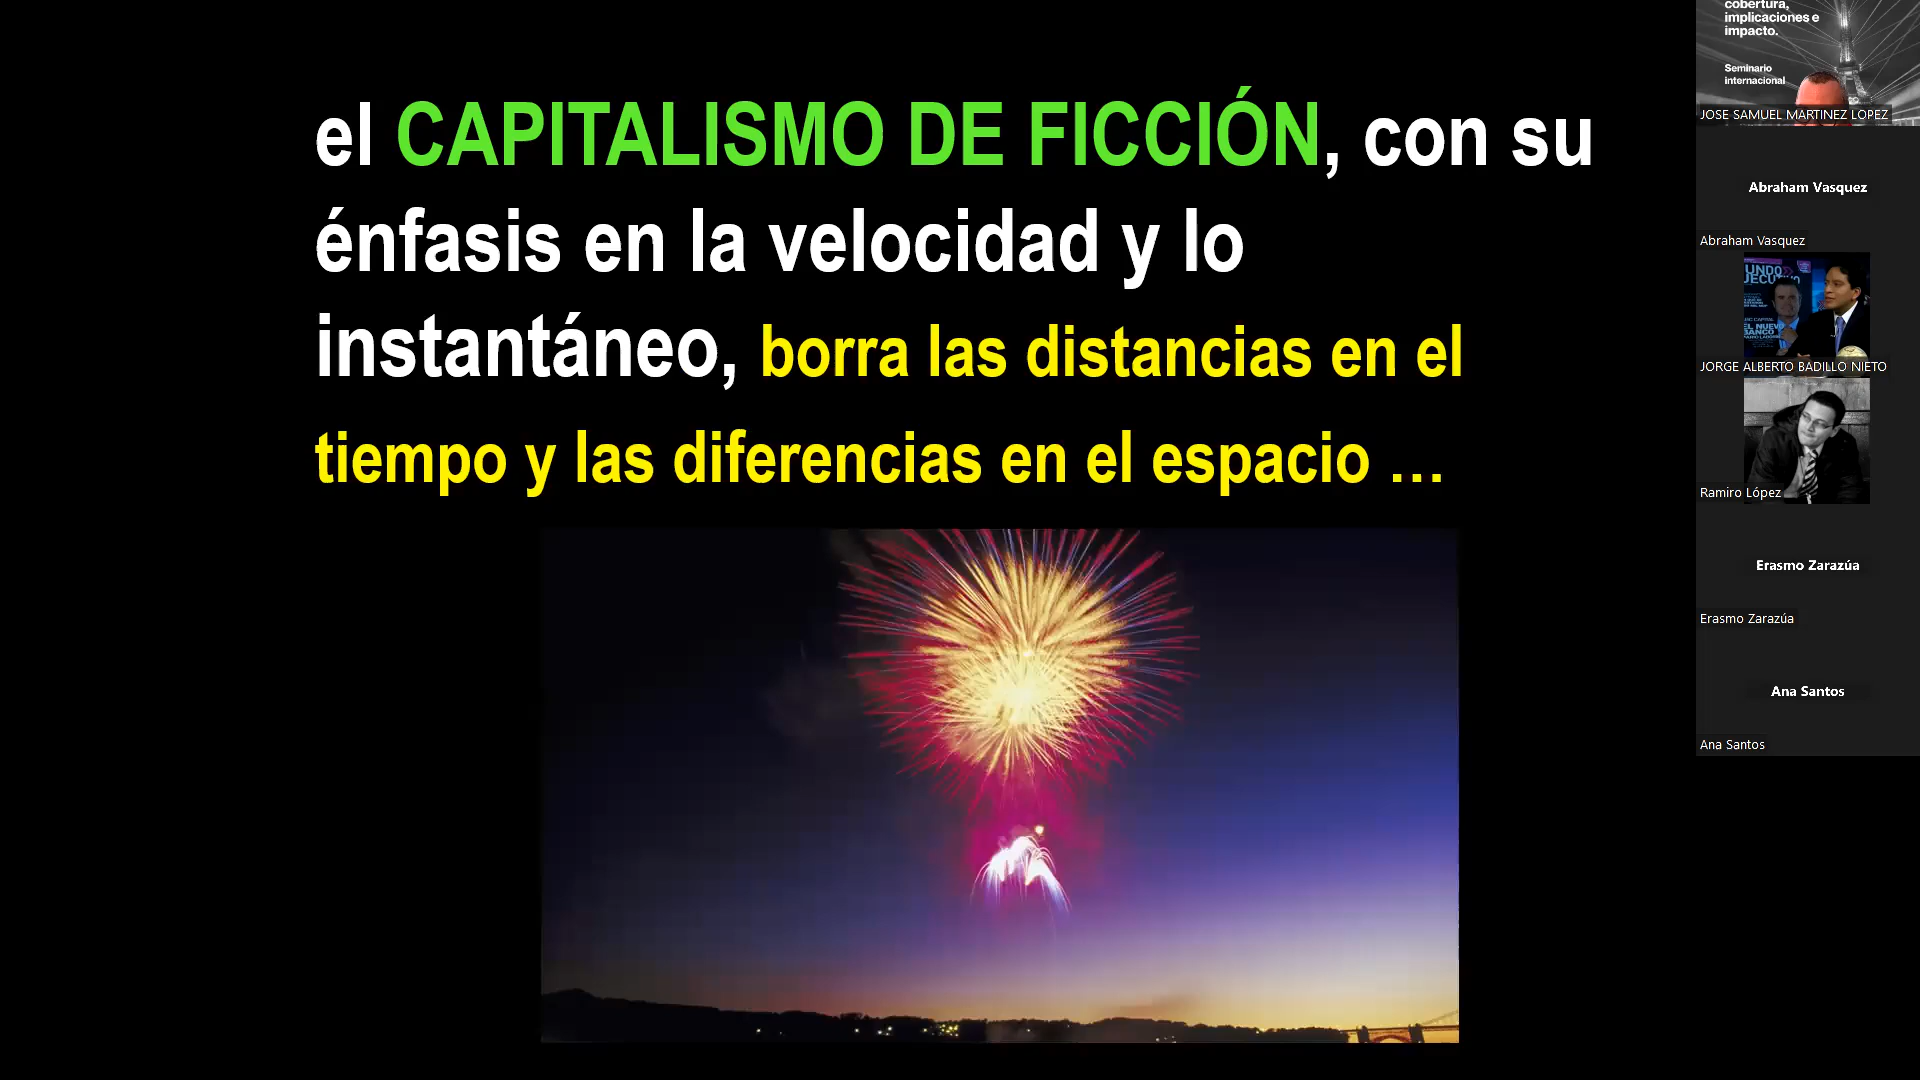 el CAPITALISMO DE FICCIÓN, con su
énfasis en la velocidad y lo
instantáneo, borra las distancias en el
tiempo y las diferencias en el espacio …
cobertura,
implicaciones e
impacto.
Seminario
internacional
JOSE SAMUEL MARTINEZ LOPEZ
Abraham Vasquez
Abraham Vasquez
JORGE ALBERTO BADILLO NIETO
Ramiro López
Erasmo Zarazúa
Erasmo Zarazúa
Ana Santos
Ana Santos